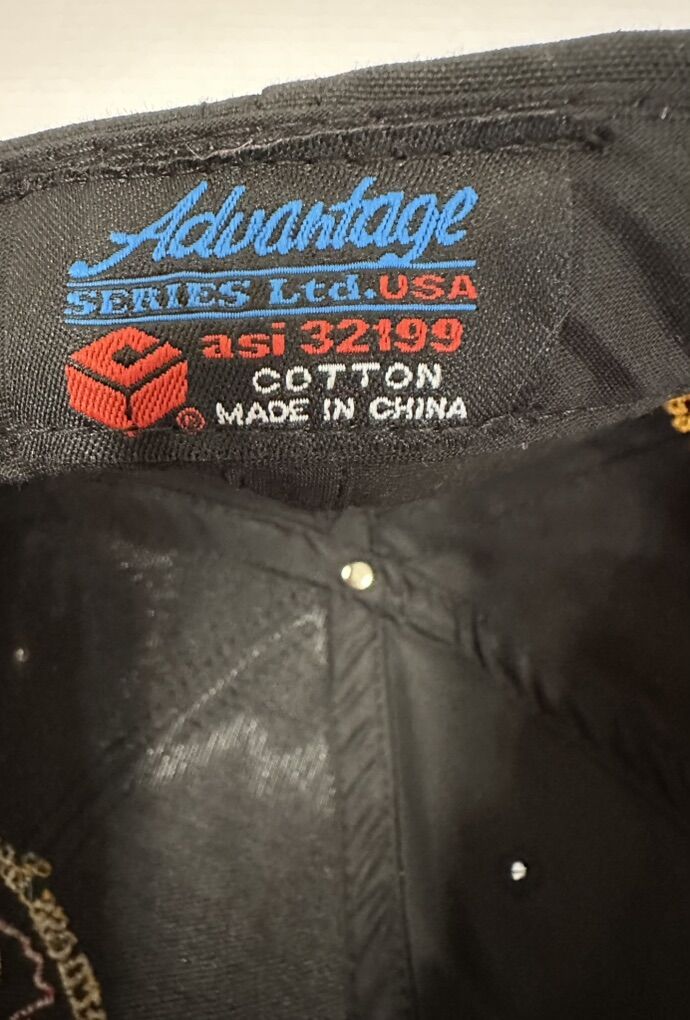 Advantage
SERIES Ltd. USA
asi 32199
COTTON
® MADE IN CHINA